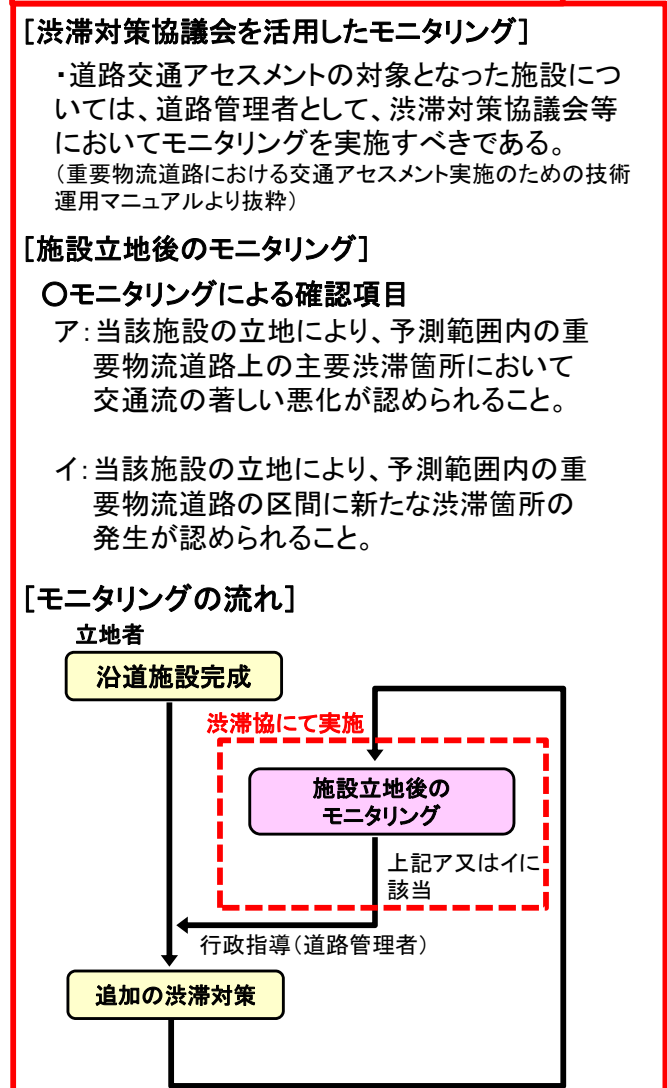 [渋滞対策協議会を活用したモニタリング]
・道路交通アセスメントの対象となった施設につ
いては、道路管理者として、渋滞対策協議会等
においてモニタリングを実施すべきである。
（重要物流道路における交通アセスメント実施のための技術
運用マニュアルより抜粋）
[施設立地後のモニタリング]
○モニタリングによる確認項目
ア：当該施設の立地により、予測範囲内の重
要物流道路上の主要渋滞箇所において
交通流の著しい悪化が認められること。
イ：当該施設の立地により、予測範囲内の重
要物流道路の区間に新たな渋滞箇所の
発生が認められること。
[モニタリングの流れ]
立地者
沿道施設完成
渋滞協にて実施
施設立地後の
モニタリング
上記ア又はイに
該当
行政指導（道路管理者）
追加の渋滞対策